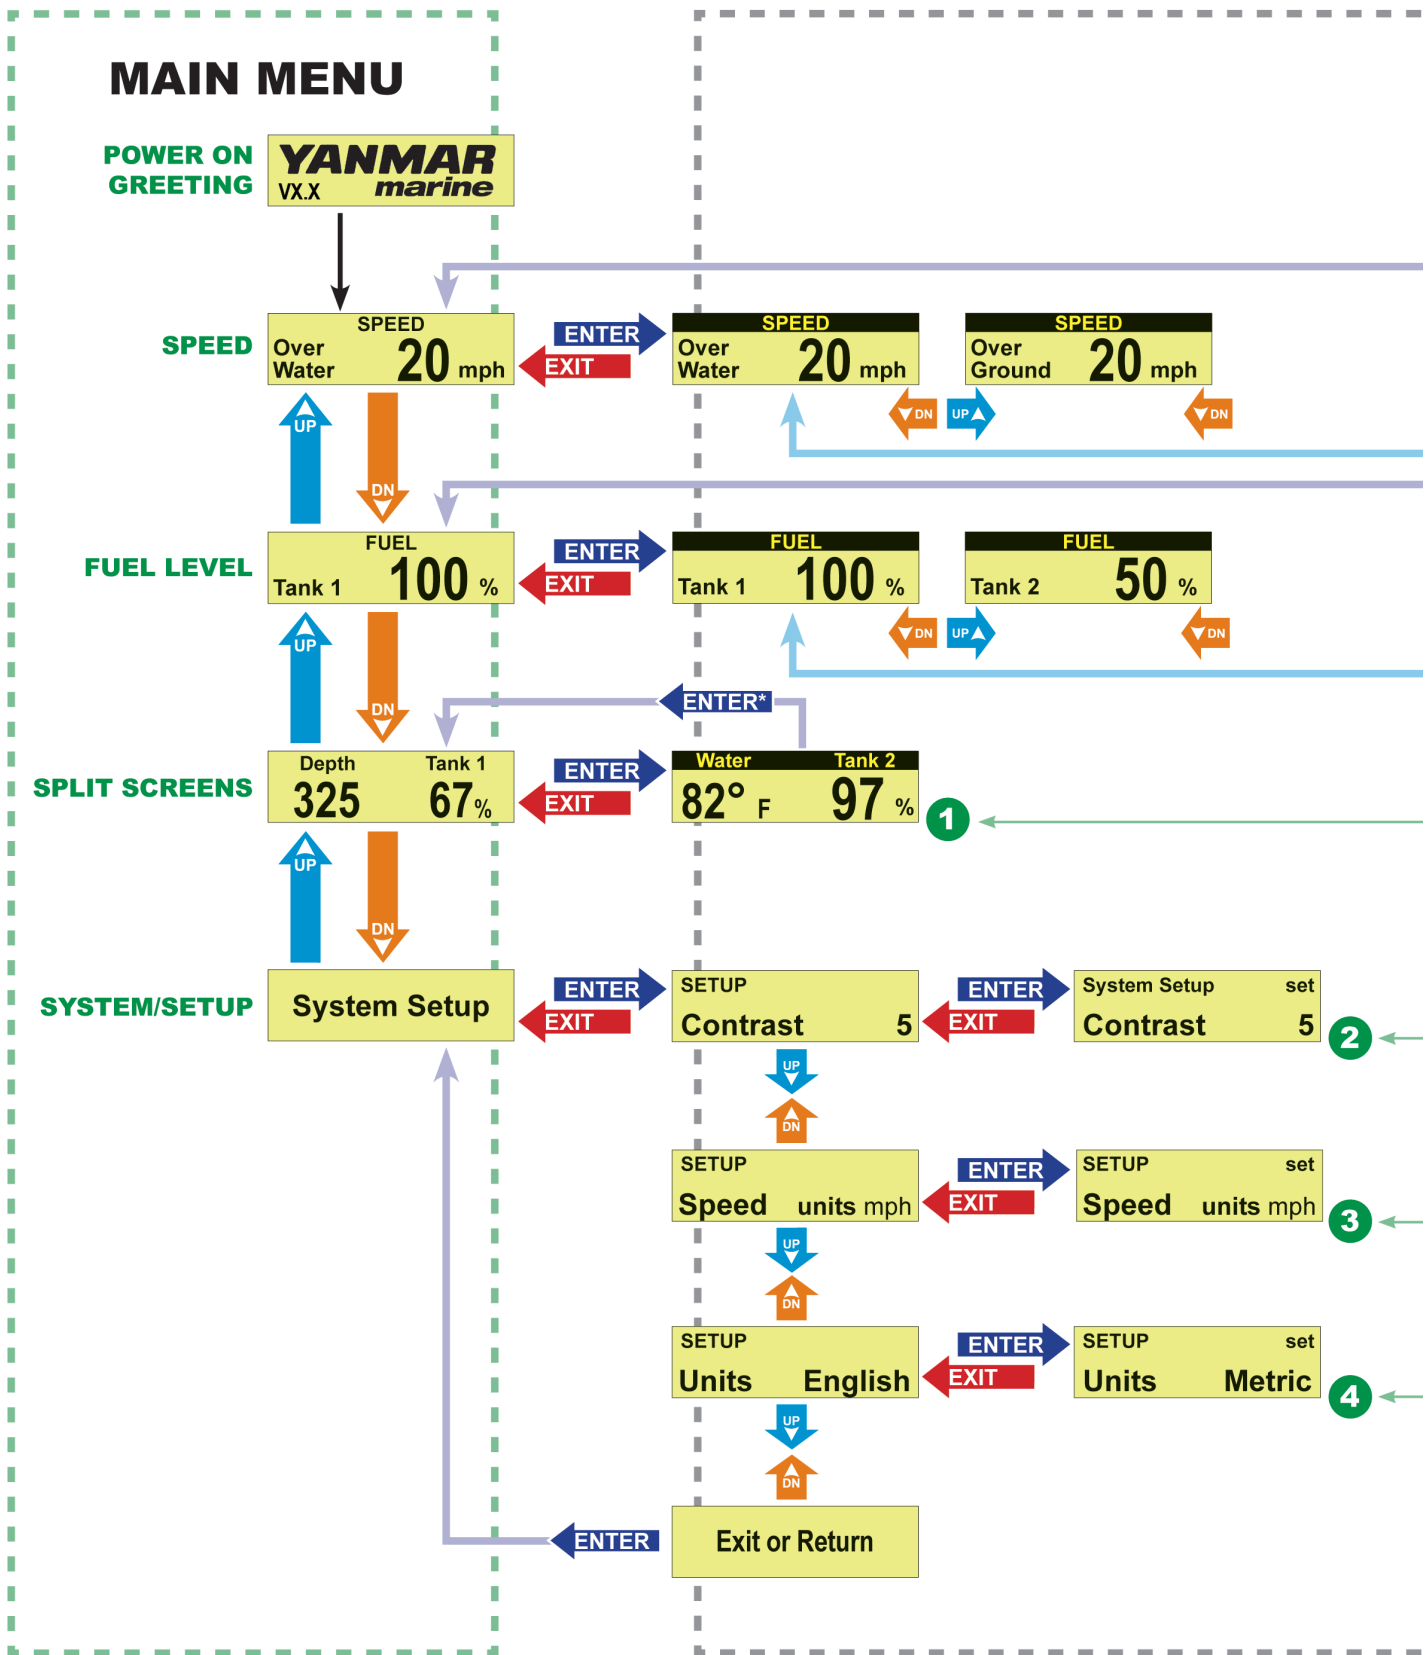 MAIN MENU
POWER ON
GREETING
YANMAR
VX.X marine
SPEED
SPEED
Over
Water 20 mph
ENTER
EXIT
SPEED
Over
Water 20 mph
SPEED
Over
Ground 20 mph
UP
DN
DN
UP
DN
FUEL LEVEL
FUEL
Tank 1 100 %
ENTER
EXIT
FUEL
Tank 1 100 %
FUEL
Tank 2 50 %
UP
DN
DN
UP
DN
ENTER*
SPLIT SCREENS
Depth Tank 1
325 67%
ENTER
EXIT
Water Tank 2
82° F 97 %
1
UP
DN
SYSTEM/SETUP
System Setup
ENTER
EXIT
SETUP
Contrast 5
ENTER
EXIT
System Setup set
Contrast 5
2
UP
DN
SETUP
Speed units mph
ENTER
EXIT
SETUP set
Speed units mph
3
UP
DN
SETUP
Units English
ENTER
EXIT
SETUP set
Units Metric
4
UP
DN
ENTER
Exit or Return